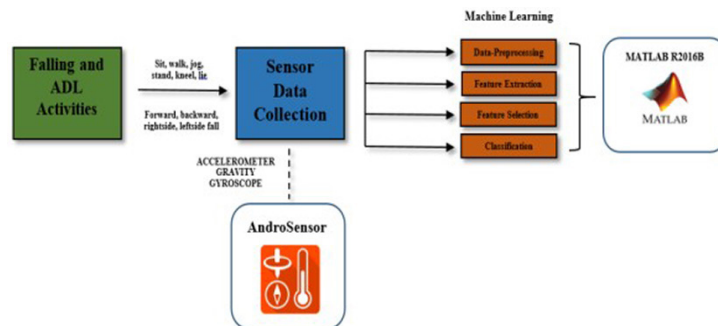 Machine Learning
Falling and
ADL
Activities
Sit, walk, jog,
stand, kneel, lie
Forward, backward,
rightside, leftside fall
Sensor
Data
Collection
Data-Preprocessing
Feature Extraction
Feature Selection
Classification
MATLAB R2016B
MATLAB
ACCELEROMETER
GRAVITY
GYROSCOPE
AndroSensor